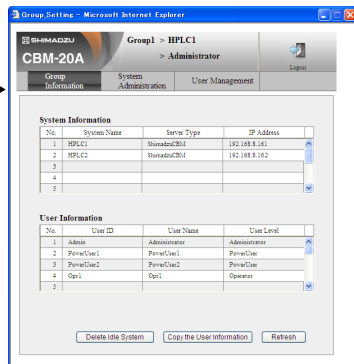 Group_Setting - Microsoft Internet Explorer
SHIMADZU
CBM-20A
Group1 > HPLC1
> Administrator
Logout
Group Information
System Administration
User Management
System Information
No. System Name Server Type IP Address
1 HPLC1 ShimadzuCBM 192.168.8.161
2 HPLC2 ShimadzuCBM 192.168.8.162
3
4
5
User Information
No. User ID User Name User Level
1 Admin Administrator Administrator
2 PowerUser1 PowerUser1 PowerUser
3 PowerUser2 PowerUser2 PowerUser
4 Opr1 Opr1 Operator
5
Delete Idle System Copy the User Information Refresh